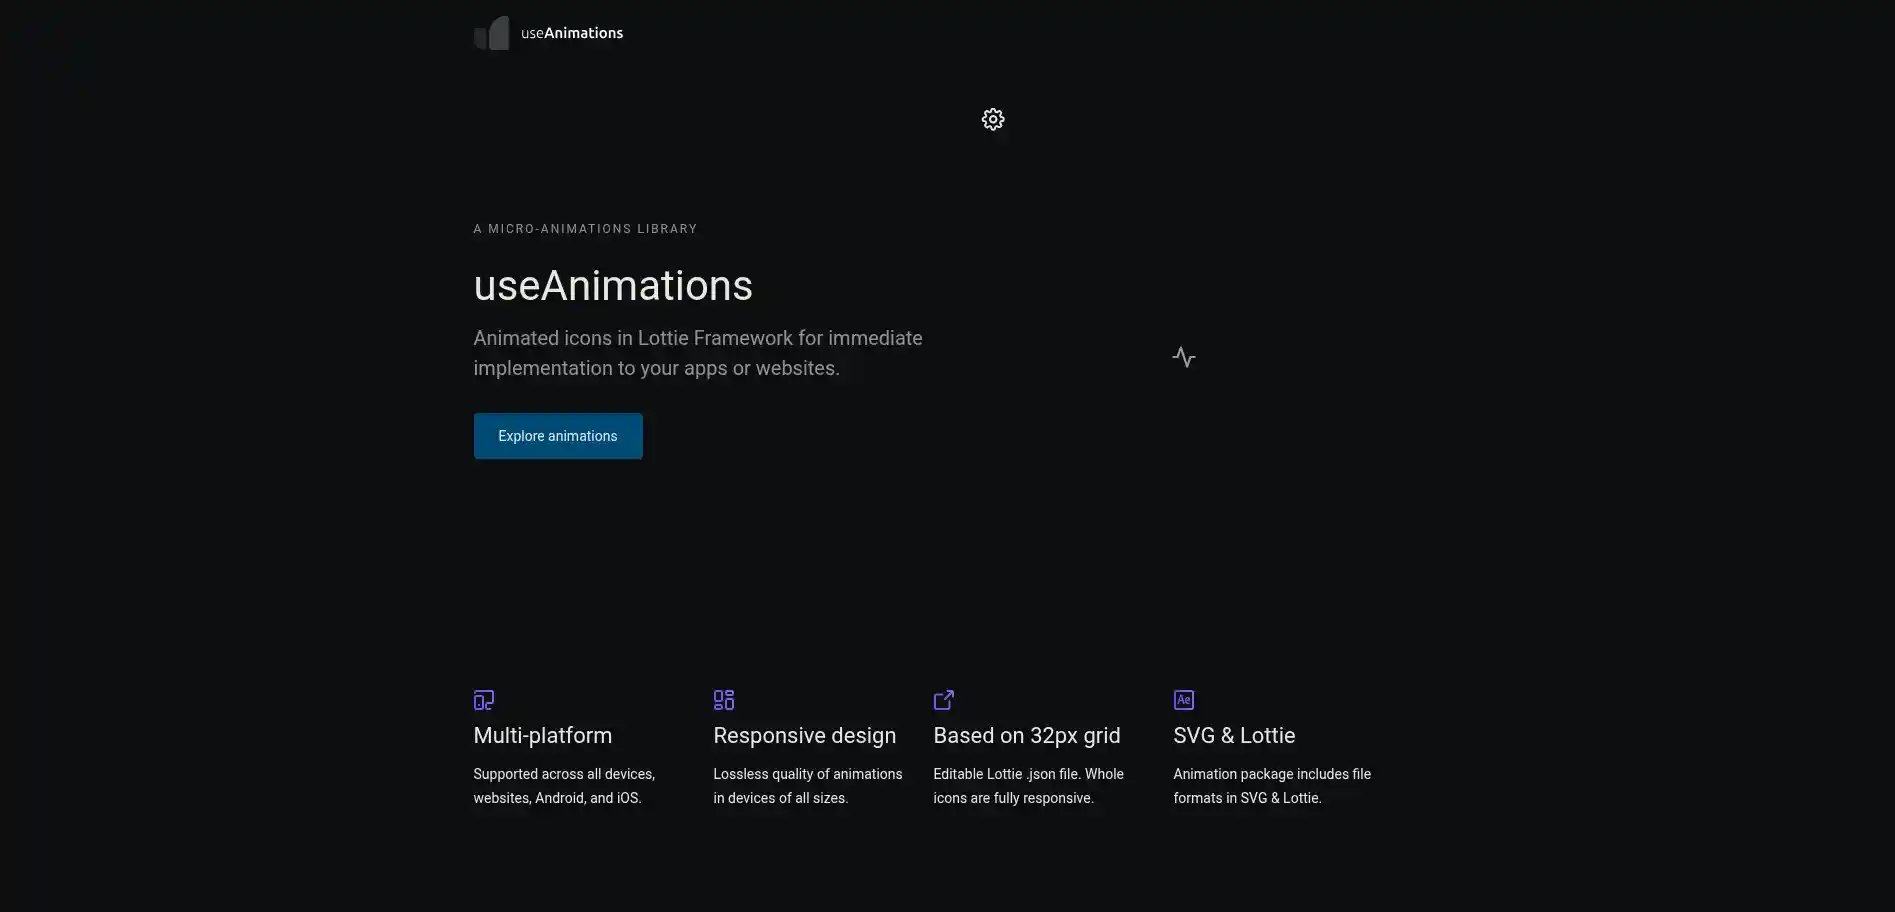 useAnimations
A MICRO-ANIMATIONS LIBRARY
useAnimations
Animated icons in Lottie Framework for immediate
implementation to your apps or websites.
Explore animations
Ae
Multi-platform
Supported across all devices,
websites, Android, and iOS.
Responsive design
Lossless quality of animations
in devices of all sizes.
Based on 32px grid
Editable Lottie .json file. Whole
icons are fully responsive.
SVG & Lottie
Animation package includes file
formats in SVG & Lottie.